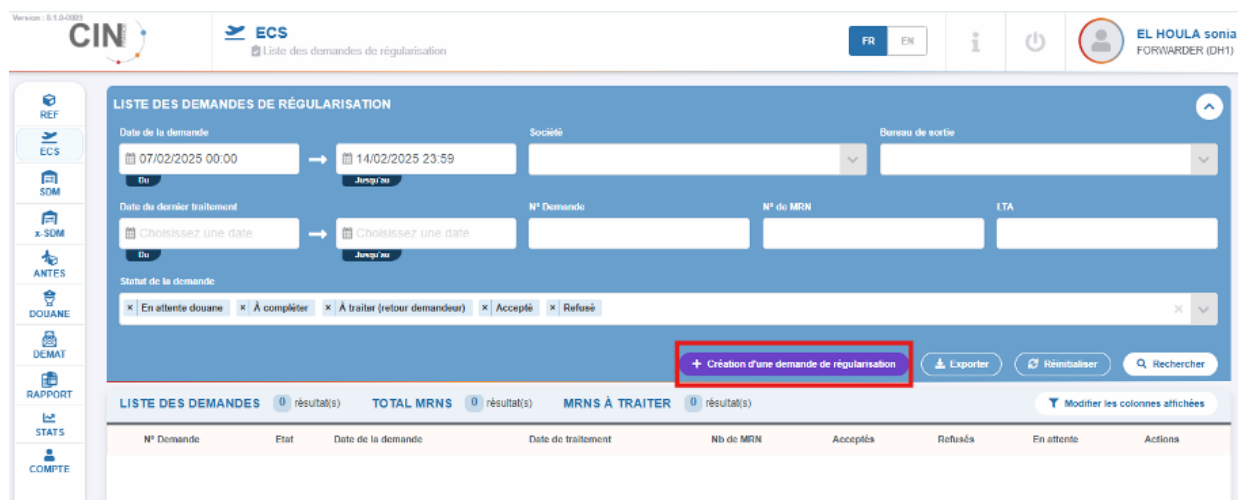 Version : 8.1.0-0003
CIN
ECS
Liste des demandes de régularisation
FR EN
EL HOULA sonia
FORWARDER (DH1)
REF
ECS
SDM
x-SDM
ANTES
DOUANE
DEMAT
RAPPORT
STATS
COMPTE
LISTE DES DEMANDES DE RÉGULARISATION
Date de la demande Société Bureau de sortie
07/02/2025 00:00 14/02/2025 23:59
Du Jusqu'au
Date du dernier traitement N° Demande N° de MRN LTA
Choisissez une date Choisissez une date
Du Jusqu'au
Statut de la demande
× En attente douane × À compléter × À traiter (retour demandeur) × Accepté × Refusé
+ Création d'une demande de régularisation Exporter Réinitialiser Rechercher
LISTE DES DEMANDES 0 résultat(s) TOTAL MRNS 0 résultat(s) MRNS À TRAITER 0 résultat(s) Modifier les colonnes affichées
N° Demande Etat Date de la demande Date de traitement Nb de MRN Acceptés Refusés En attente Actions